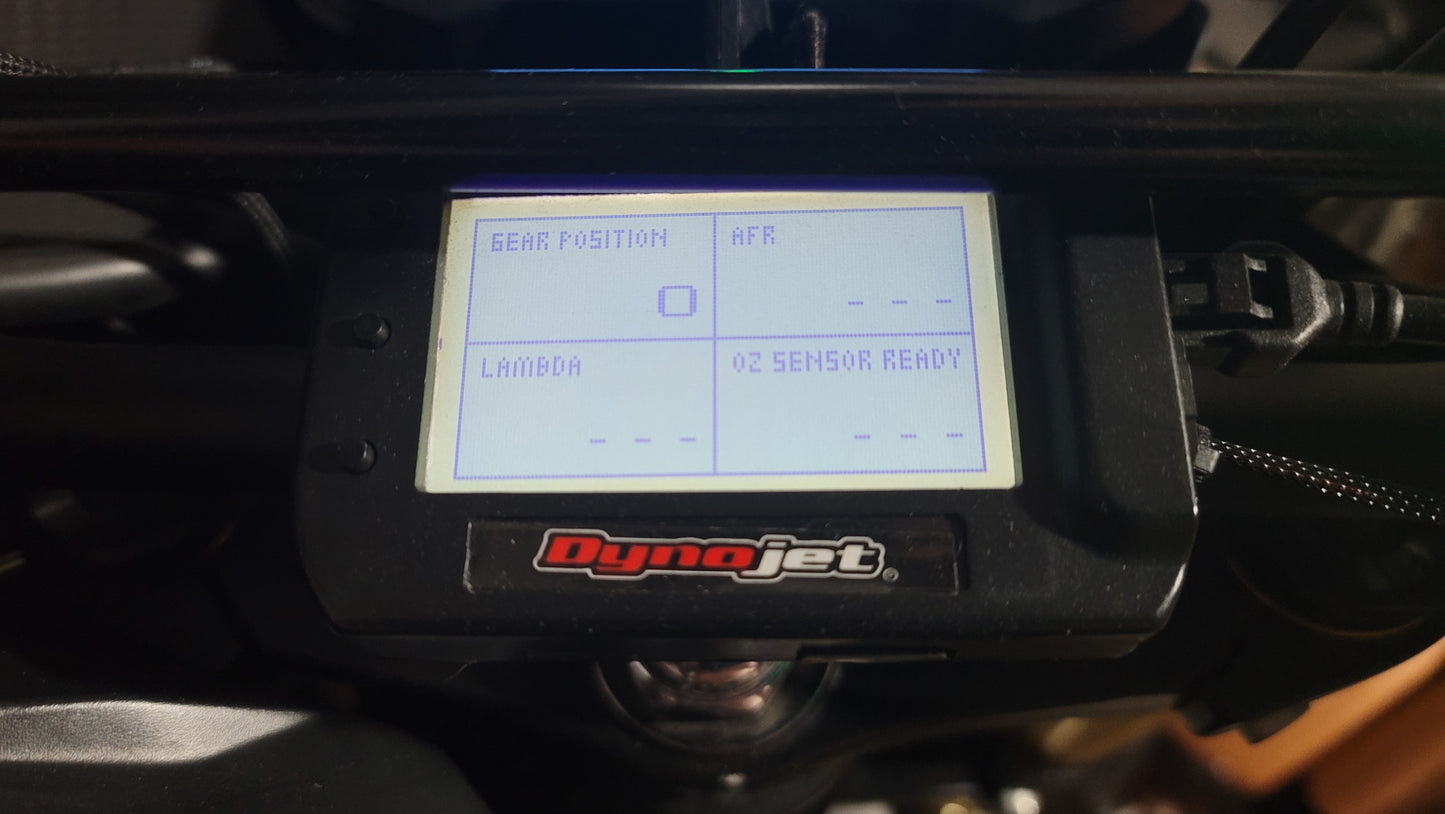 GEAR POSITION
0
AFR
- - -
LAMBDA
- - -
O2 SENSOR READY
- - -
Dynojet®